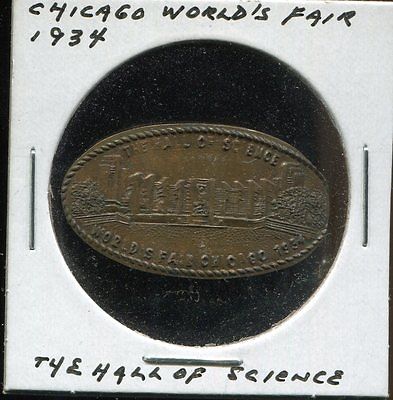 CHICAGO WORLD'S FAIR
1934
THE HALL OF SCIENCE
WORLD'S FAIR CHICAGO 1934
THE HALL OF SCIENCE